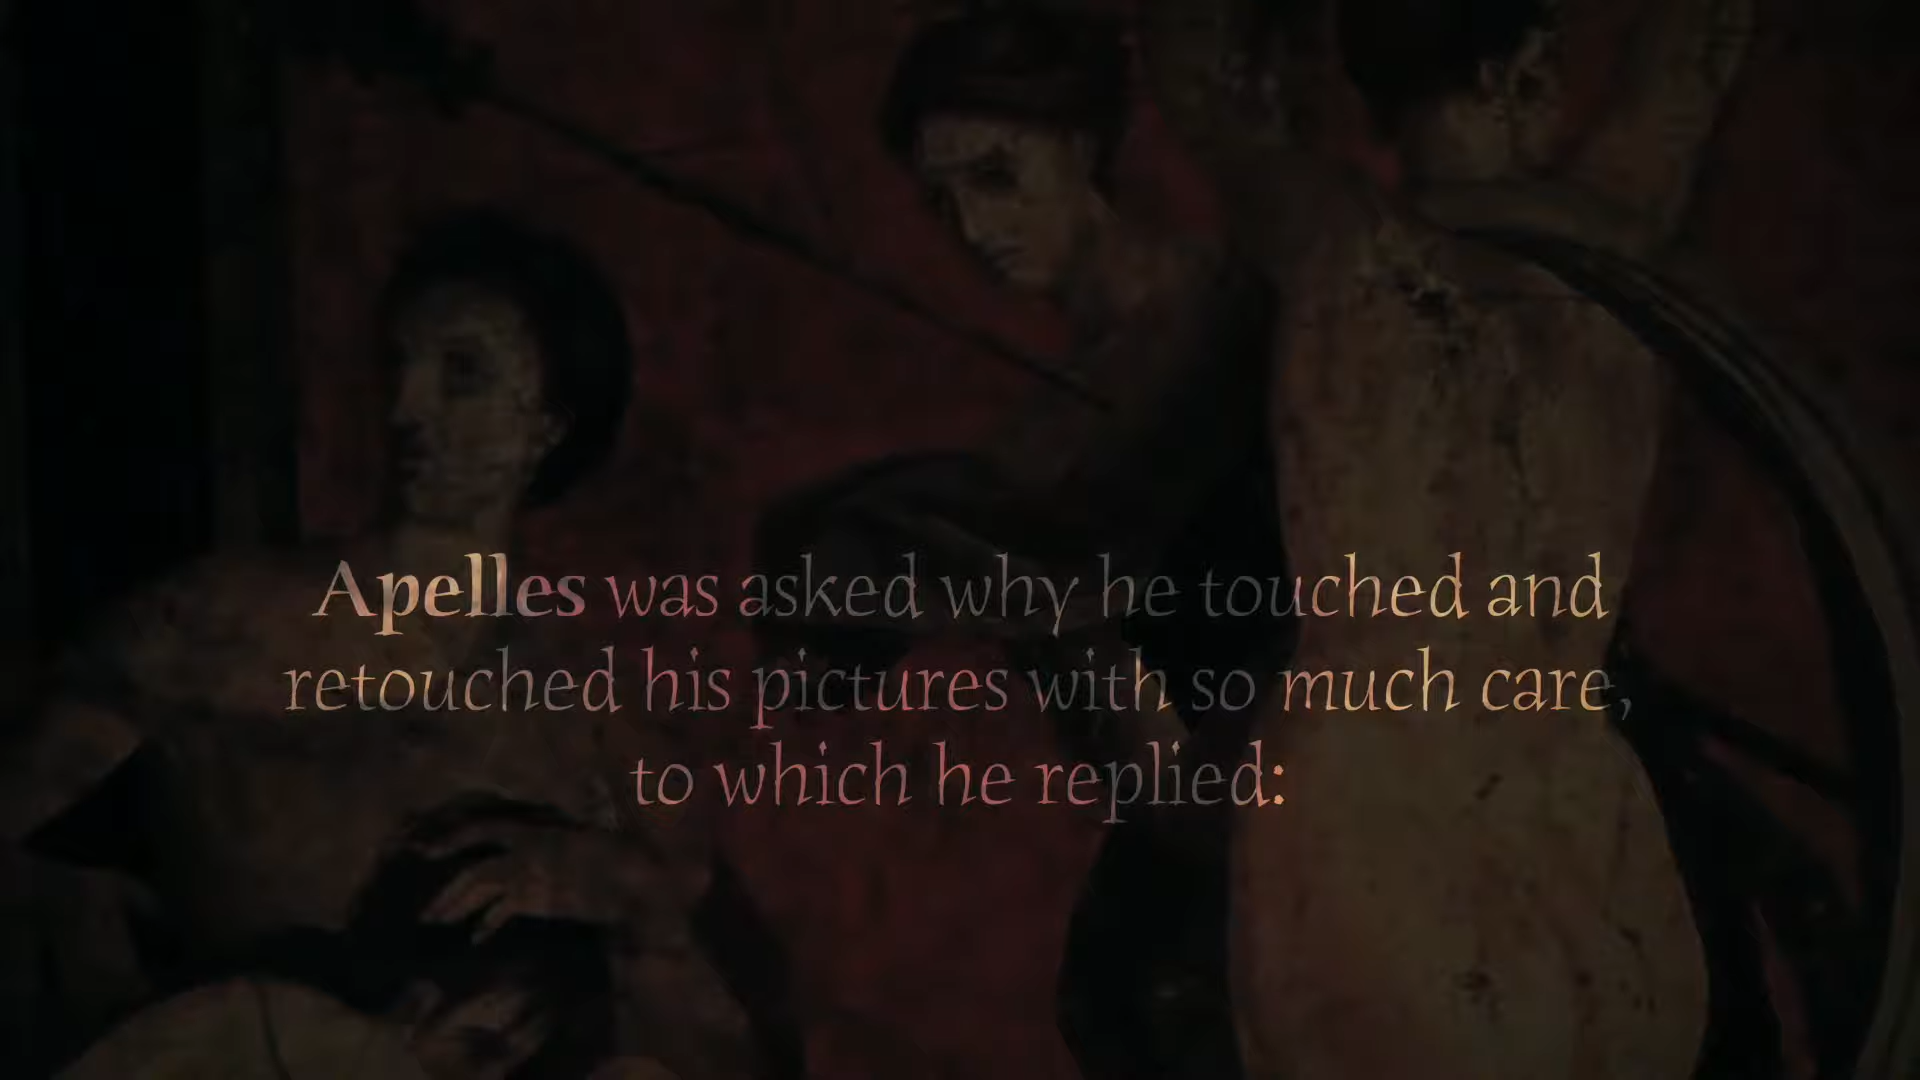 Apelles was asked why he touched and
retouched his pictures with so much care,
to which he replied: